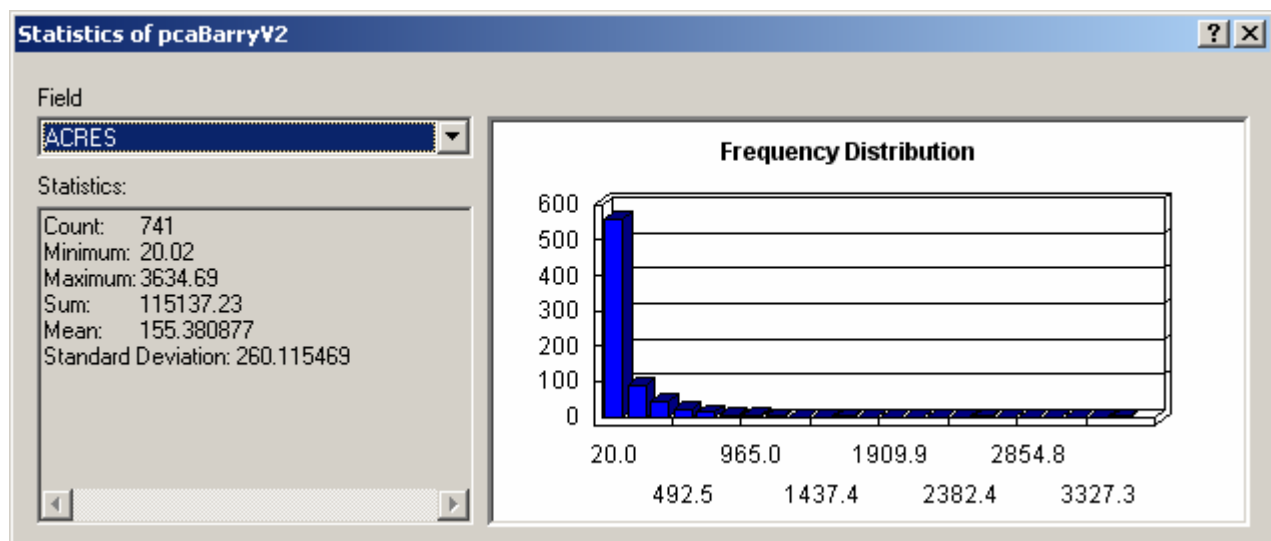 Statistics of pcaBarryV2
Field
ACRES
Statistics:
Count: 741
Minimum: 20.02
Maximum: 3634.69
Sum: 115137.23
Mean: 155.380877
Standard Deviation: 260.115469
Frequency Distribution
600
500
400
300
200
100
0
20.0 965.0 1909.9 2854.8
492.5 1437.4 2382.4 3327.3